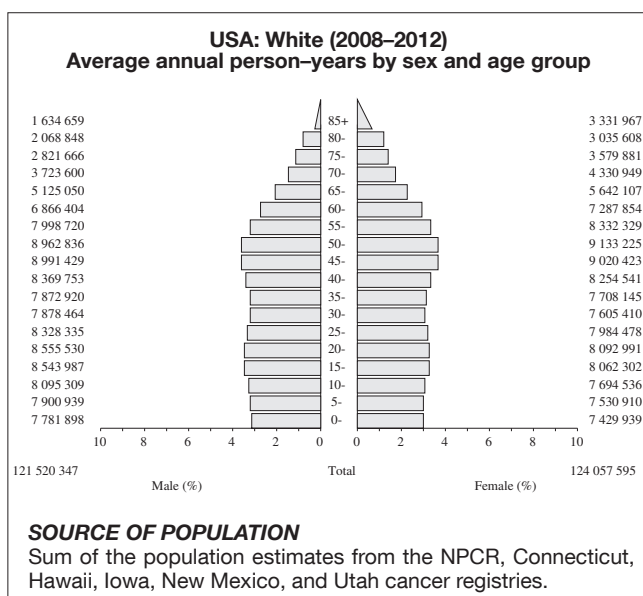 USA: White (2008–2012)
Average annual person–years by sex and age group
1 634 659 85+ 3 331 967
2 068 848 80- 3 035 608
2 821 666 75- 3 579 881
3 723 600 70- 4 330 949
5 125 050 65- 5 642 107
6 866 404 60- 7 287 854
7 998 720 55- 8 332 329
8 962 836 50- 9 133 225
8 991 429 45- 9 020 423
8 369 753 40- 8 254 541
7 872 920 35- 7 708 145
7 878 464 30- 7 605 410
8 328 335 25- 7 984 478
8 555 530 20- 8 092 991
8 543 987 15- 8 062 302
8 095 309 10- 7 694 536
7 900 939 5- 7 530 910
7 781 898 0- 7 429 939
10 8 6 4 2 0 0 2 4 6 8 10
121 520 347 Total 124 057 595
Male (%) Female (%)
SOURCE OF POPULATION
Sum of the population estimates from the NPCR, Connecticut,
Hawaii, Iowa, New Mexico, and Utah cancer registries.